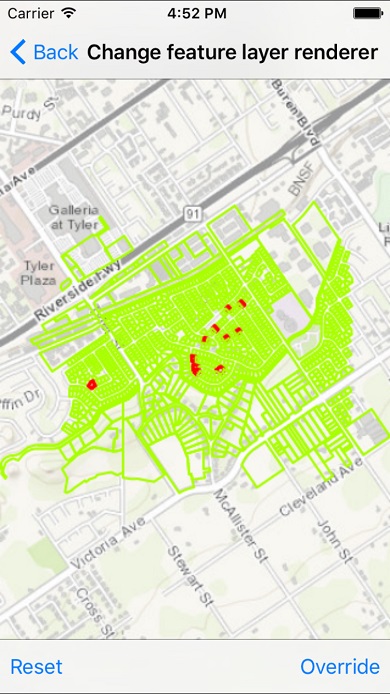 Carrier 4:52 PM
Back Change feature layer renderer
Purdy St
Buren Blvd
Ave
BNSF
91
Galleria
at Tyler
Tyler
Plaza
Riverside Fwy
ffin Dr
Victoria Ave
McAllister St
Cleveland Ave
John St
Stewart St
Cross St
Reset Override